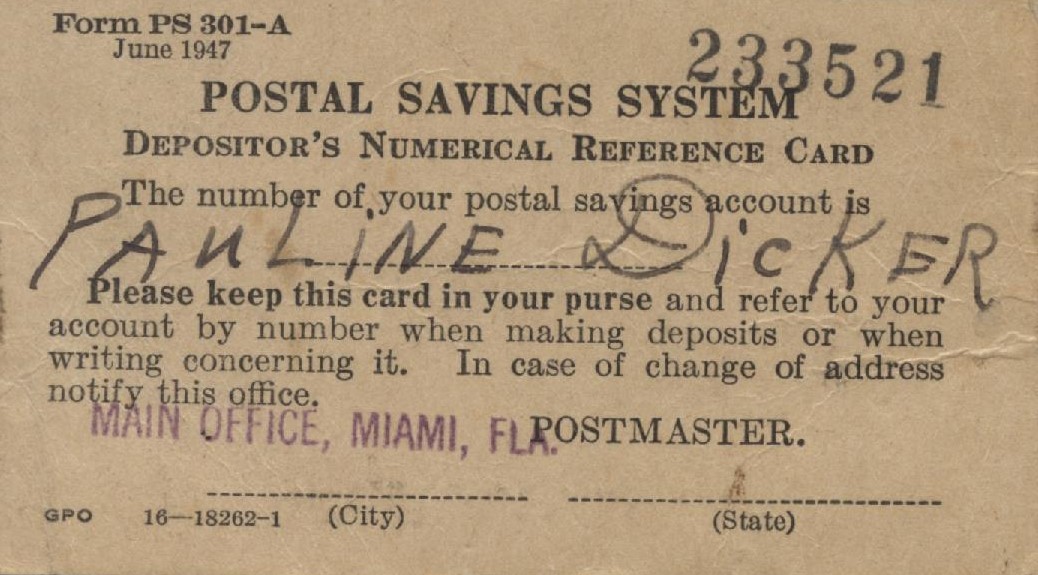 Form PS 301-A
June 1947
233521
POSTAL SAVINGS SYSTEM
DEPOSITOR'S NUMERICAL REFERENCE CARD
The number of your postal savings account is
PAULINE DICKER
Please keep this card in your purse and refer to your
account by number when making deposits or when
writing concerning it. In case of change of address
notify this office.
MAIN OFFICE, MIAMI, FLA.
POSTMASTER.
(City) (State)
GPO 16—18262-1